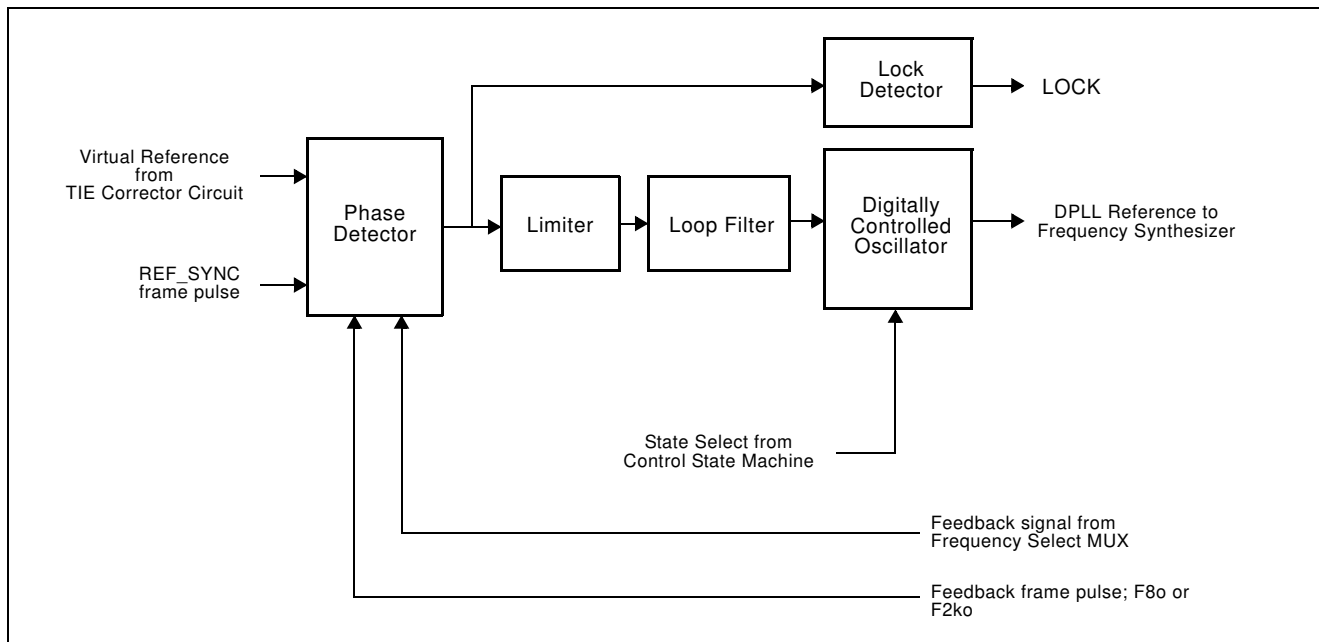 Lock
Detector
LOCK
Virtual Reference
from
TIE Corrector Circuit
Phase
Detector
Limiter
Loop Filter
Digitally
Controlled
Oscillator
DPLL Reference to
Frequency Synthesizer
REF_SYNC
frame pulse
State Select from
Control State Machine
Feedback signal from
Frequency Select MUX
Feedback frame pulse; F8o or
F2ko